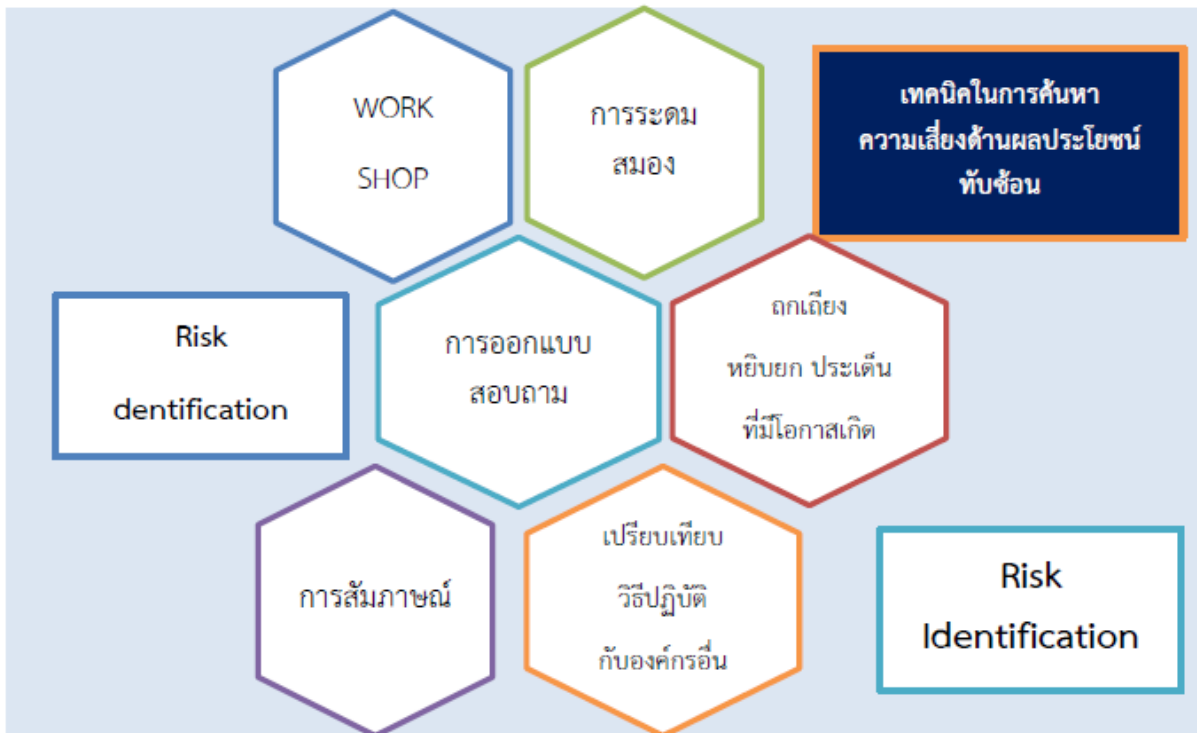 WORK
SHOP
การระดม
สมอง
เทคนิคในการค้นหา
ความเสี่ยงด้านผลประโยชน์
ทับซ้อน
Risk
dentification
การออกแบบ
สอบถาม
ถกเถียง
หยิบยก ประเด็น
ที่มีโอกาสเกิด
การสัมภาษณ์
เปรียบเทียบ
วิธีปฏิบัติ
กับองค์กรอื่น
Risk
Identification